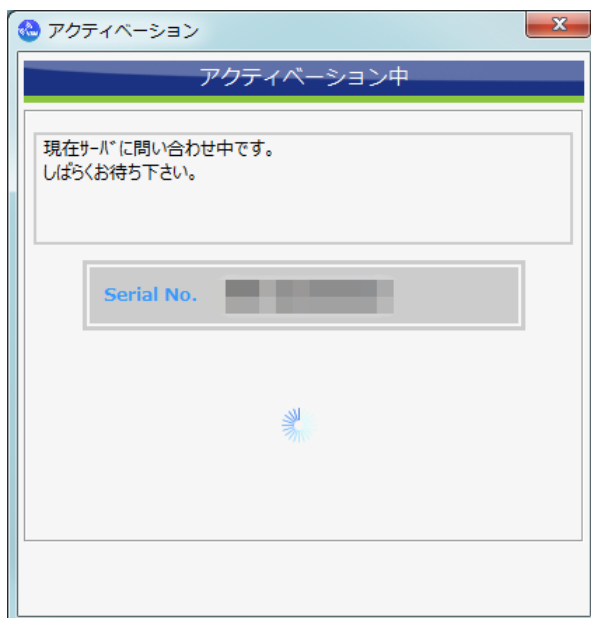 アクティベーション
アクティベーション中
現在ｻｰﾊﾞに問い合わせ中です。
しばらくお待ち下さい。
Serial No.